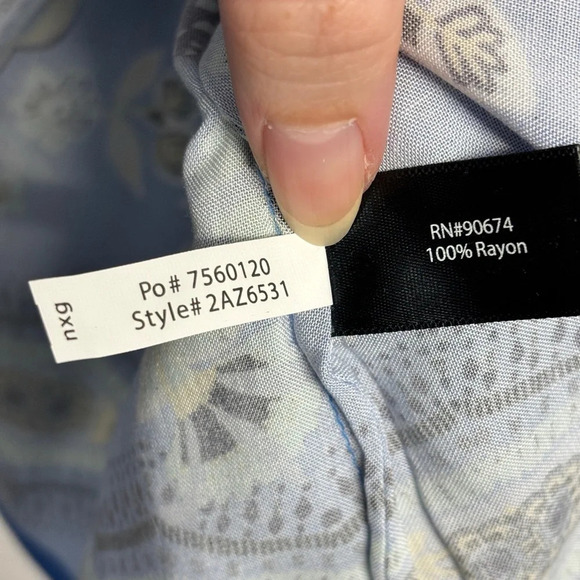 nxg
Po# 7560120
Style# 2AZ6531
RN#90674
100% Rayon